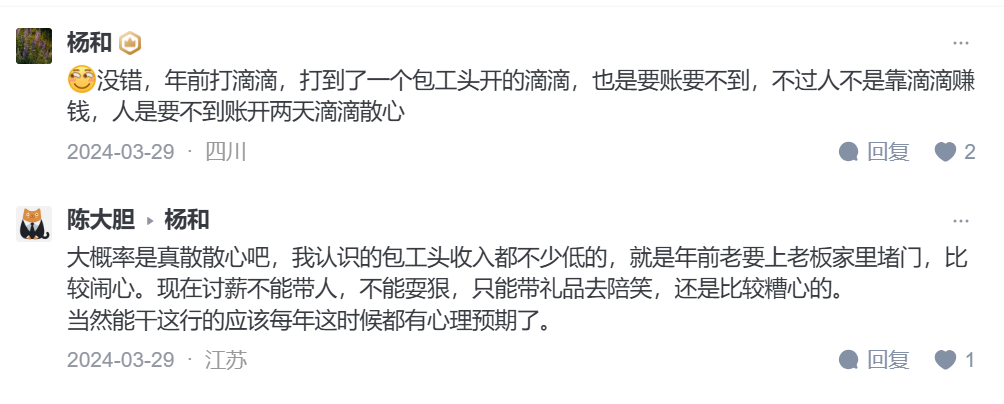 杨和
没错，年前打滴滴，打到了一个包工头开的滴滴，也是要账要不到，不过人不是靠滴滴赚
钱，人是要不到账开两天滴滴散心
2024-03-29 · 四川
回复 2
陈大胆 ▸ 杨和
大概率是真散散心吧，我认识的包工头收入都不少低的，就是年前老要上老板家里堵门，比
较闹心。现在讨薪不能带人，不能耍狠，只能带礼品去陪笑，还是比较糟心的。
当然能干这行的应该每年这时候都有心理预期了。
2024-03-29 · 江苏
回复 1